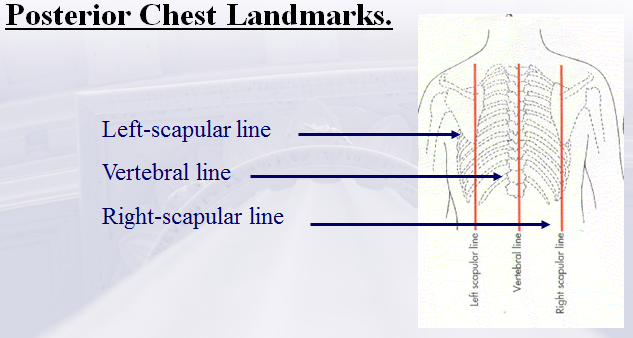 Posterior Chest Landmarks.
Left-scapular line
Vertebral line
Right-scapular line
Left scapular line
Vertebral line
Right scapular line